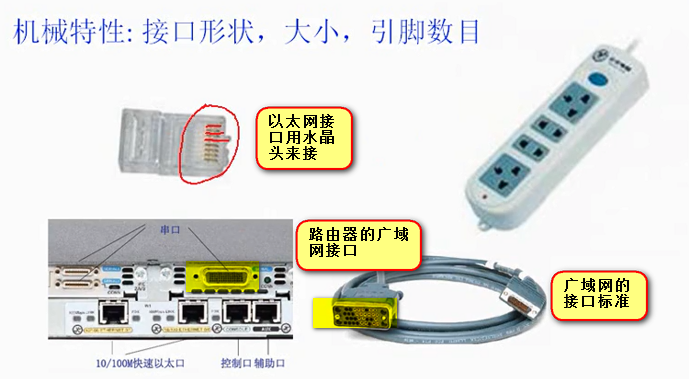 机械特性: 接口形状，大小，引脚数目
以太网接
口用水晶
头来接
串口
路由器的广域
网接口
广域网的
接口标准
10/100M快速以太口
控制口
辅助口